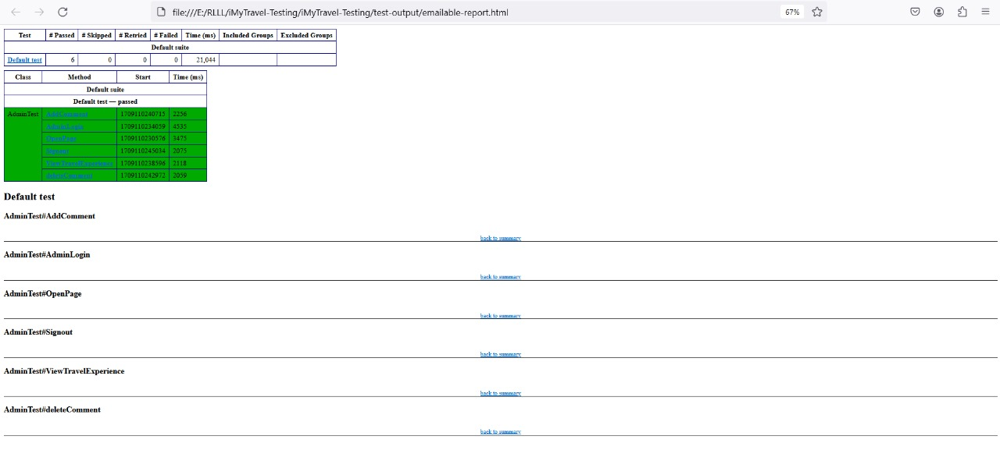 file:///E:/RLLL/iMyTravel-Testing/iMyTravel-Testing/test-output/emailable-report.html 67%
Test # Passed # Skipped # Retried # Failed Time (ms) Included Groups Excluded Groups
Default suite
Default test 6 0 0 0 21,044
Class Method Start Time (ms)
Default suite
Default test — passed
AdminTest AddComment 1709110240715 2256
AdminLogin 1709110234059 4535
OpenPage 1709110230576 3475
Signout 1709110245034 2075
ViewTravelExperience 1709110238596 2118
deleteComment 1709110242972 2059
Default test
AdminTest#AddComment
back to summary
AdminTest#AdminLogin
back to summary
AdminTest#OpenPage
back to summary
AdminTest#Signout
back to summary
AdminTest#ViewTravelExperience
back to summary
AdminTest#deleteComment
back to summary